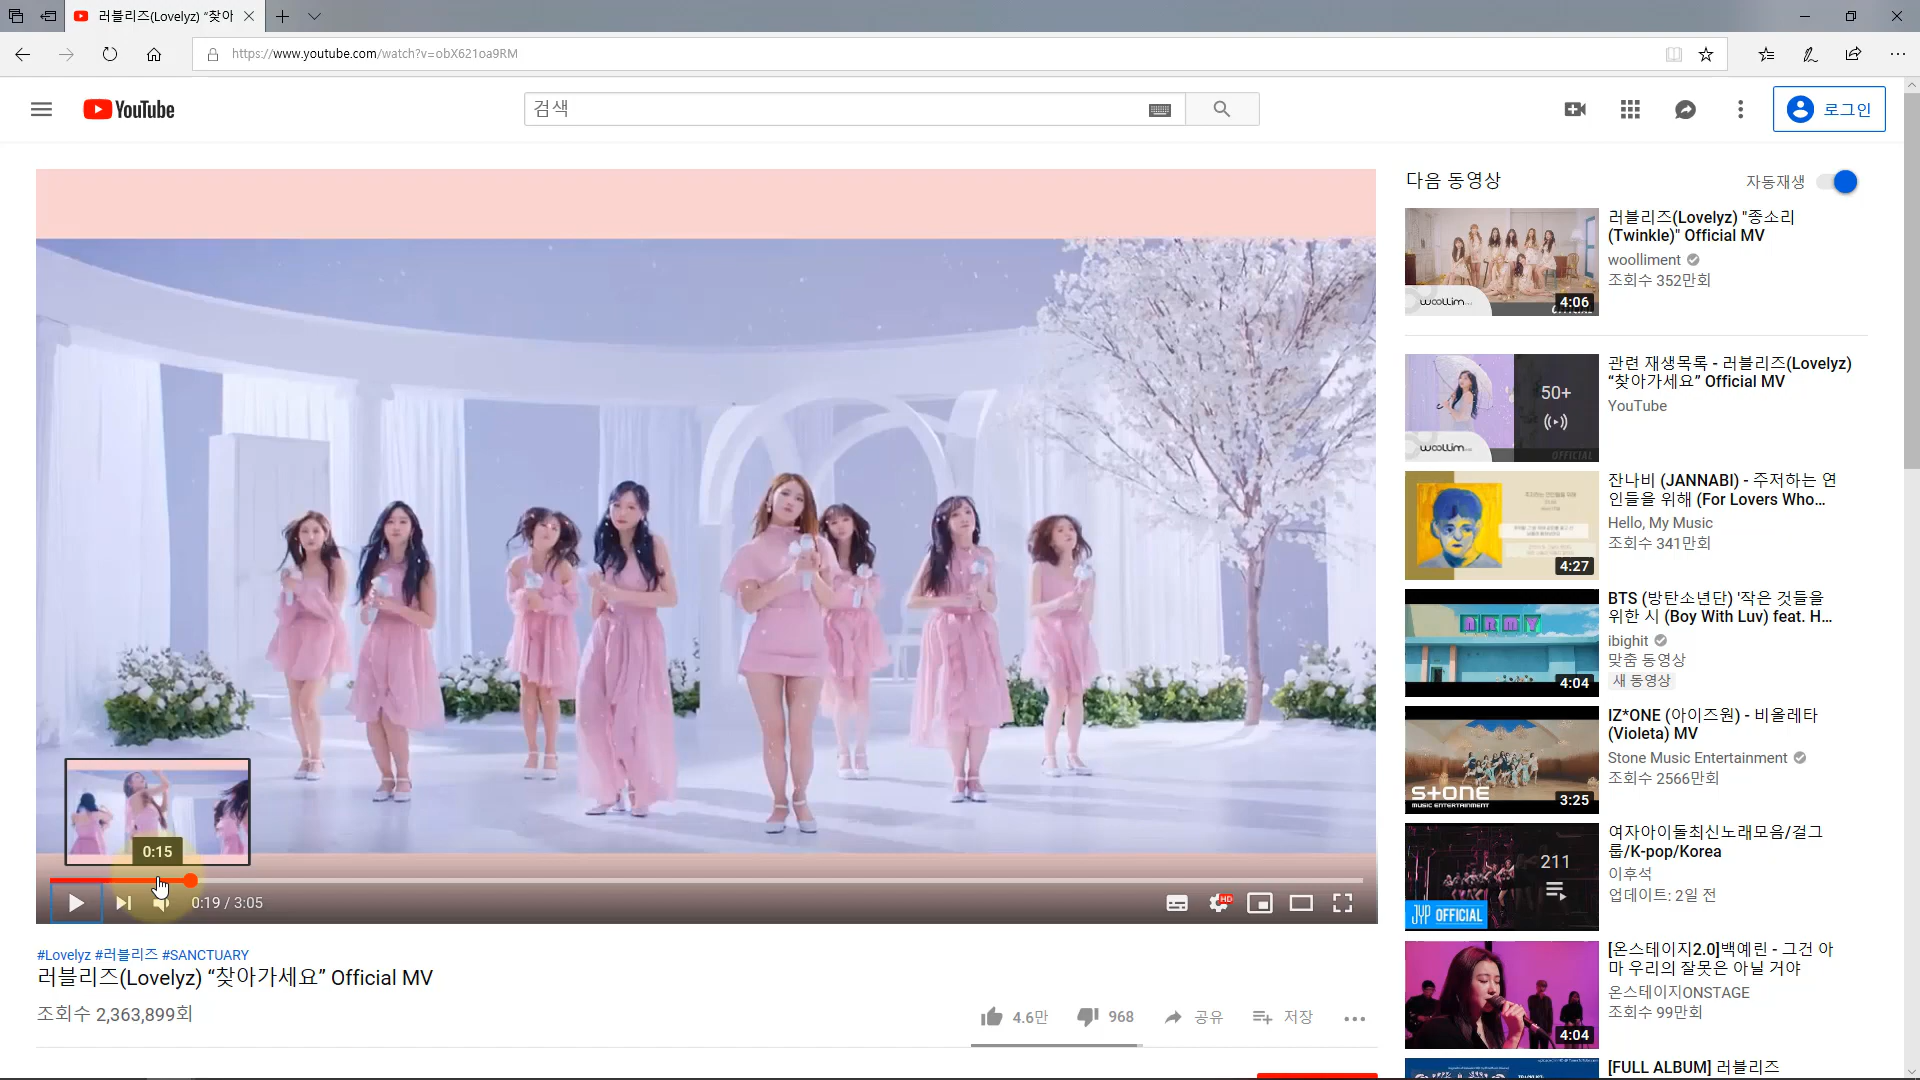 러블리즈(Lovelyz) “찾아
https://www.youtube.com/watch?v=obX621oa9RM
YouTube
검색
로그인
다음 동영상
자동재생
러블리즈(Lovelyz) "종소리
(Twinkle)" Official MV
woolliment
조회수 352만회
woollim...
4:06
OFFICIAL
관련 재생목록 - 러블리즈(Lovelyz)
“찾아가세요” Official MV
YouTube
50+
woollim...
OFFICIAL
잔나비 (JANNABI) - 주저하는 연
인들을 위해 (For Lovers Who...
Hello, My Music
조회수 341만회
4:27
BTS (방탄소년단) '작은 것들을
위한 시 (Boy With Luv) feat. H...
ibighit
맞춤 동영상
새 동영상
ARMY
4:04
IZ*ONE (아이즈원) - 비올레타
(Violeta) MV
Stone Music Entertainment
조회수 2566만회
STONE
MUSIC ENTERTAINMENT
3:25
여자아이돌최신노래모음/걸그
룹/K-pop/Korea
이후석
업데이트: 2일 전
211
JYP OFFICIAL
[온스테이지2.0]백예린 - 그건 아
마 우리의 잘못은 아닐 거야
온스테이지ONSTAGE
조회수 99만회
4:04
[FULL ALBUM] 러블리즈
0:15
0:19 / 3:05
HD
#Lovelyz #러블리즈 #SANCTUARY
러블리즈(Lovelyz) “찾아가세요” Official MV
조회수 2,363,899회
4.6만
968
공유
저장